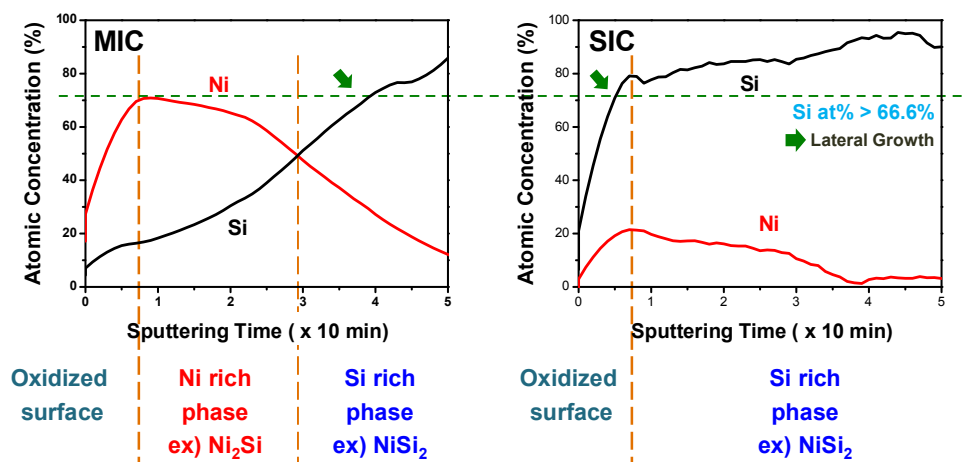 MIC
Atomic Concentration (%)
100
80
60
40
20
0
Ni
Si
0 1 2 3 4 5
Sputtering Time ( x 10 min)
Oxidized
surface
Ni rich
phase
ex) Ni₂Si
Si rich
phase
ex) NiSi₂
SIC
Atomic Concentration (%)
100
80
60
40
20
0
Si
Si at% > 66.6%
Lateral Growth
Ni
0 1 2 3 4 5
Sputtering Time ( x 10 min)
Oxidized
surface
Si rich
phase
ex) NiSi₂